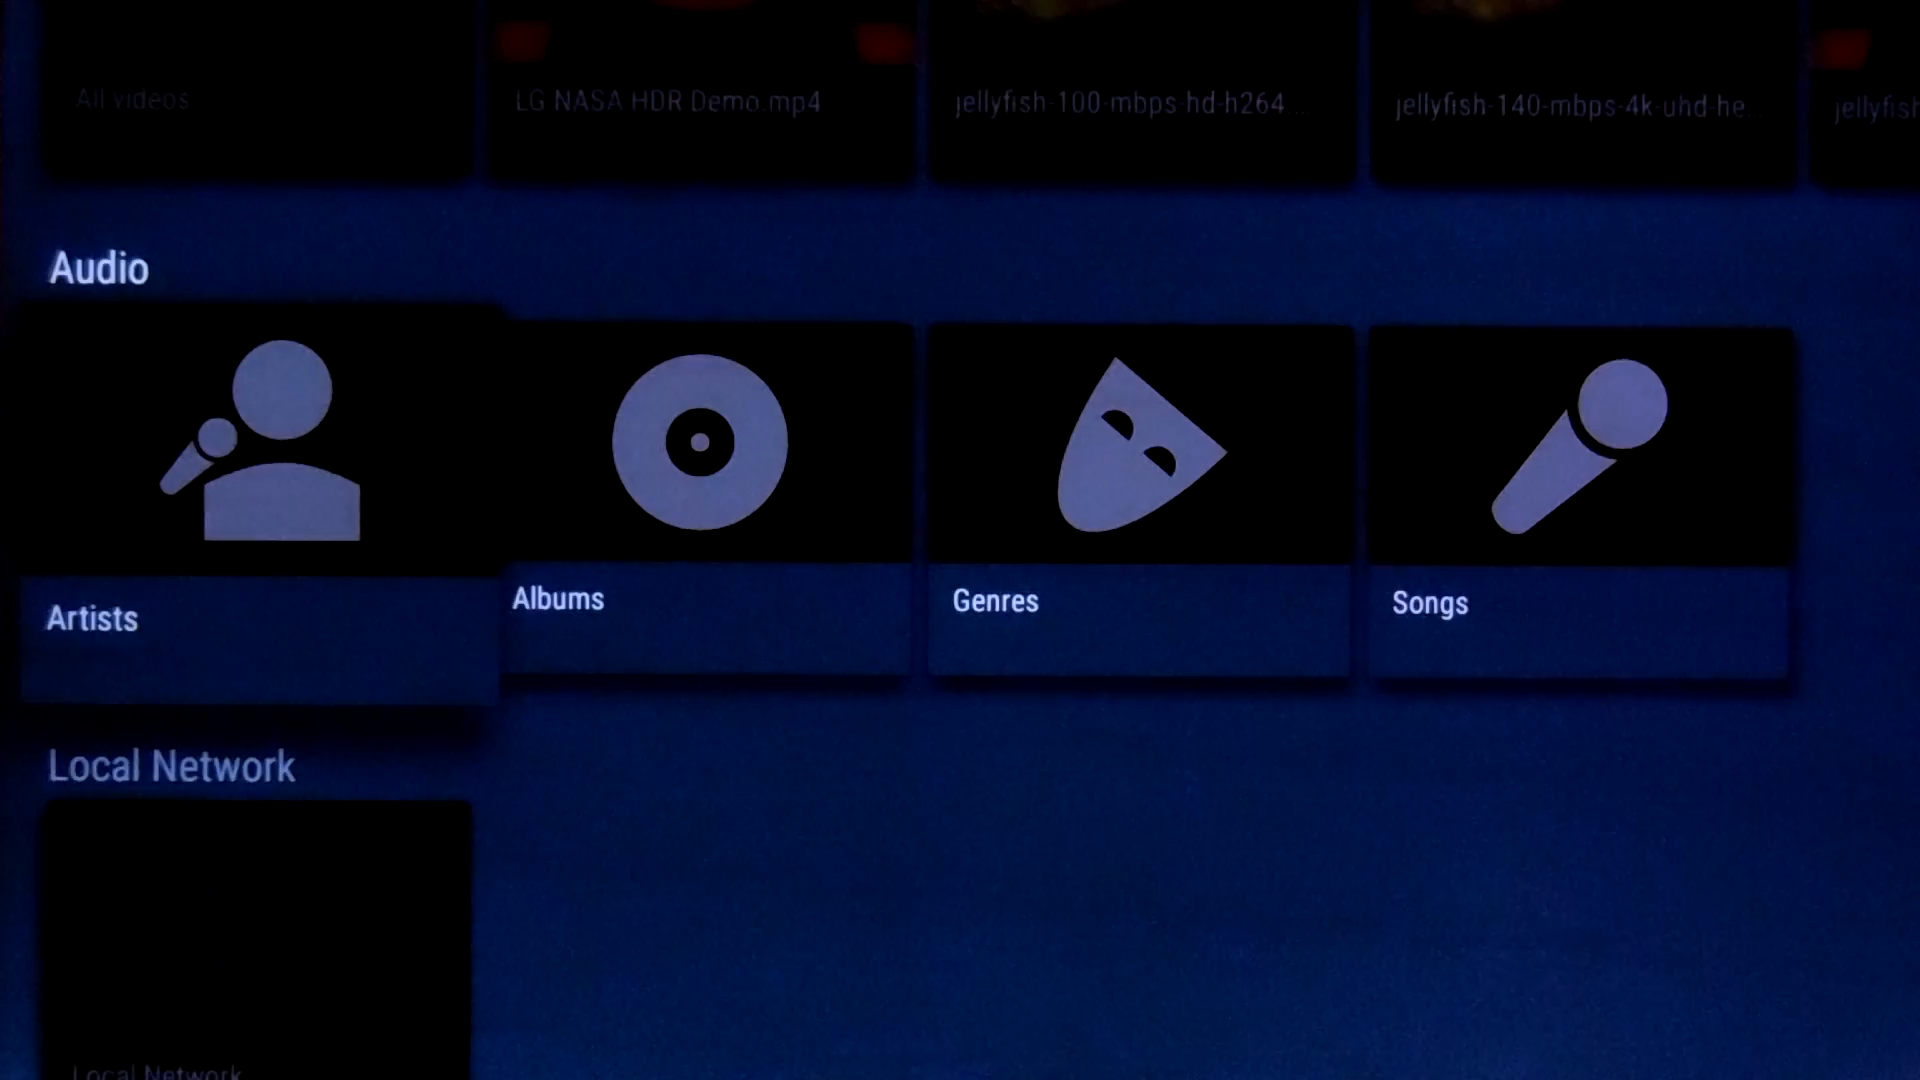 All videos
LG NASA HDR Demo.mp4
jellyfish-100-mbps-hd-h264...
jellyfish-140-mbps-4k-uhd-he...
jellyfish
Audio
Artists
Albums
Genres
Songs
Local Network
Local Network